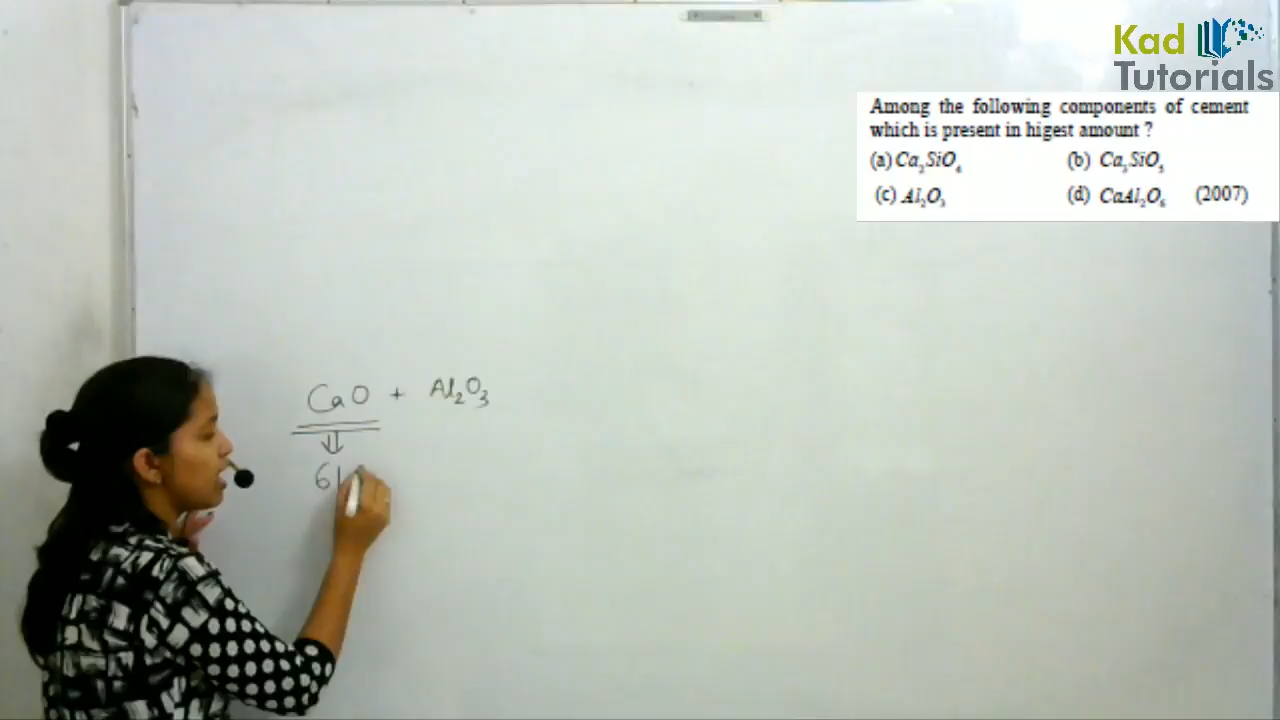 Kad
Tutorials
Among the following components of cement
which is present in higest amount ?
(a) Ca₂SiO₄ (b) Ca₃SiO₅
(c) Al₂O₃ (d) CaAl₂O₆ (2007)
CaO + Al₂O₃
⇓
61